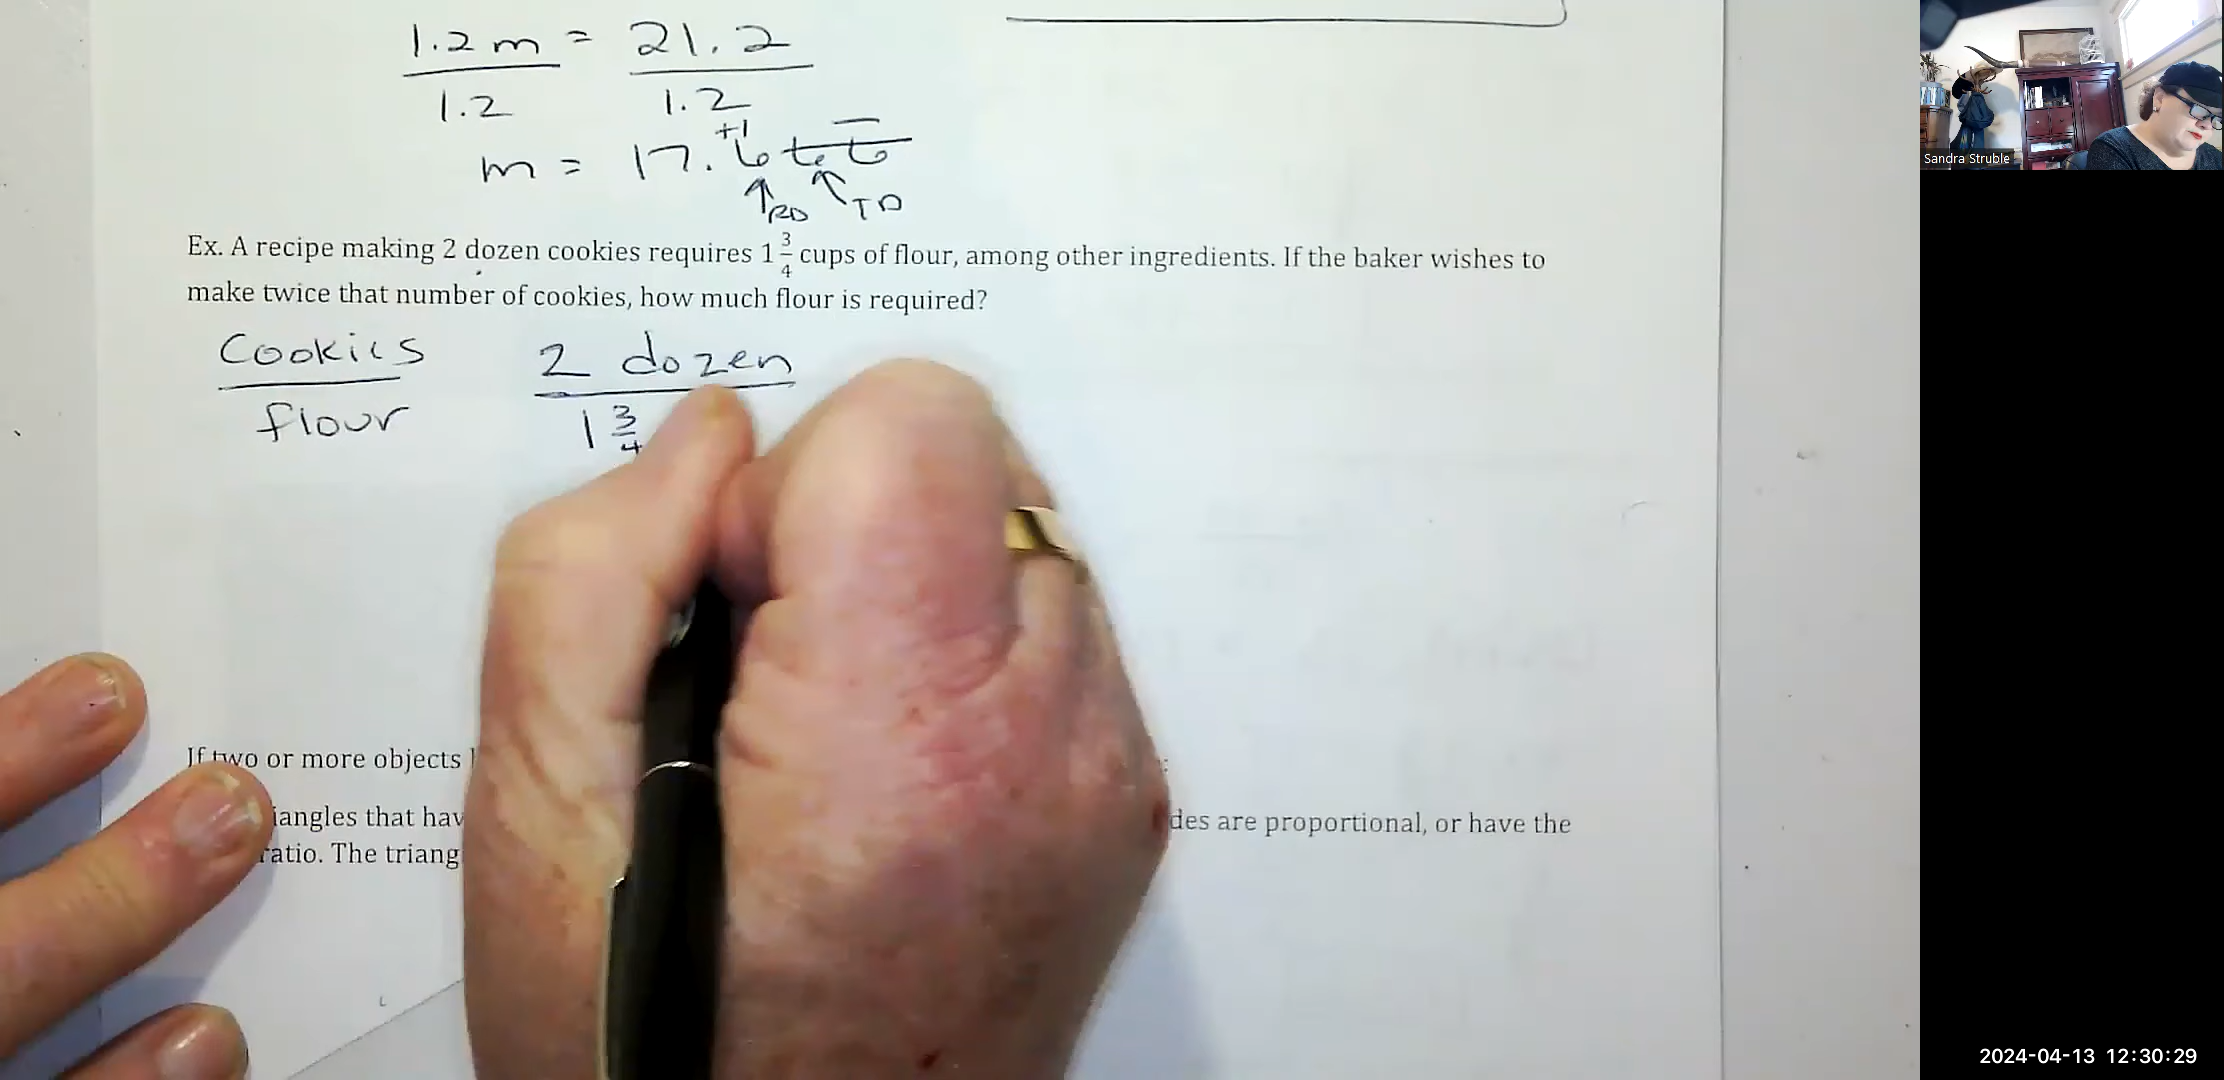 1.2 m = 21.2
1.2 1.2
+1
m = 17.666
RD TD
Ex. A recipe making 2 dozen cookies requires 1 3/4 cups of flour, among other ingredients. If the baker wishes to
make twice that number of cookies, how much flour is required?
Cookies 2 dozen
flour 1 3/4
If two or more objects
iangles that hav des are proportional, or have the
ratio. The triang
Sandra Struble
2024-04-13 12:30:29